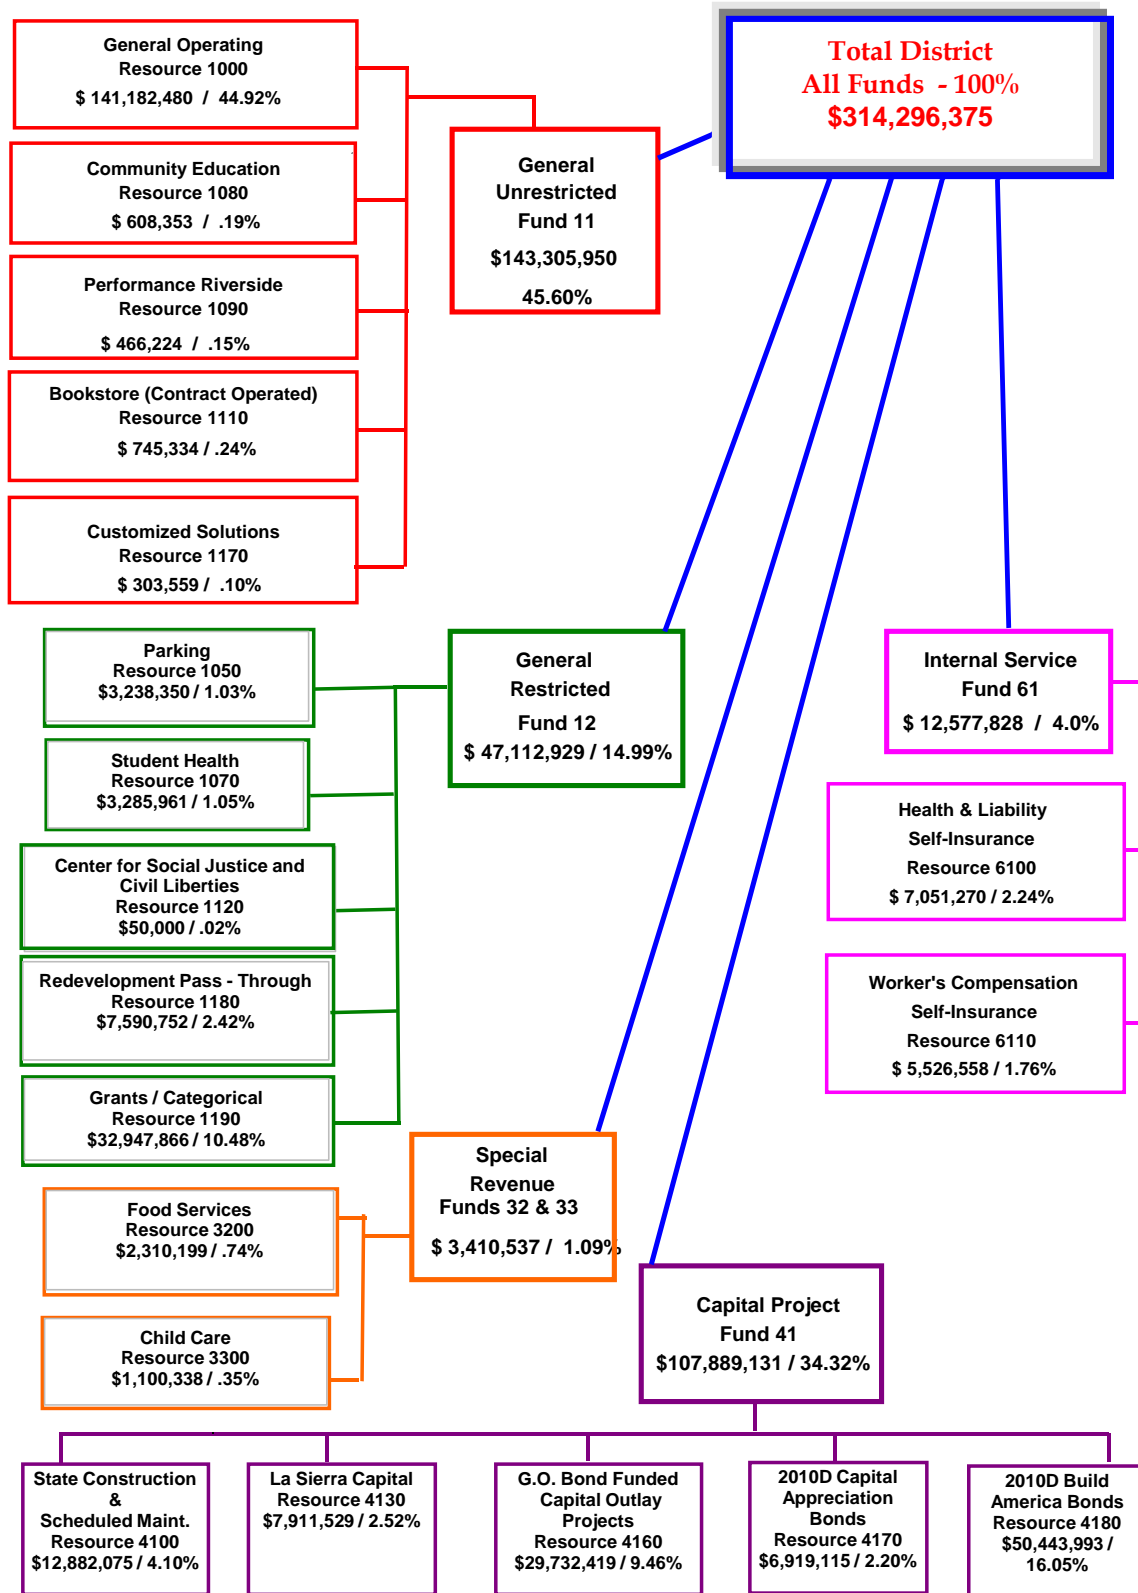 Total District
All Funds - 100%
$314,296,375
General Operating
Resource 1000
$ 141,182,480 / 44.92%
Community Education
Resource 1080
$ 608,353 / .19%
Performance Riverside
Resource 1090
$ 466,224 / .15%
Bookstore (Contract Operated)
Resource 1110
$ 745,334 / .24%
Customized Solutions
Resource 1170
$ 303,559 / .10%
General
Unrestricted
Fund 11
$143,305,950
45.60%
Parking
Resource 1050
$3,238,350 / 1.03%
Student Health
Resource 1070
$3,285,961 / 1.05%
Center for Social Justice and
Civil Liberties
Resource 1120
$50,000 / .02%
Redevelopment Pass - Through
Resource 1180
$7,590,752 / 2.42%
Grants / Categorical
Resource 1190
$32,947,866 / 10.48%
General
Restricted
Fund 12
$ 47,112,929 / 14.99%
Internal Service
Fund 61
$ 12,577,828 / 4.0%
Health & Liability
Self-Insurance
Resource 6100
$ 7,051,270 / 2.24%
Worker's Compensation
Self-Insurance
Resource 6110
$ 5,526,558 / 1.76%
Special
Revenue
Funds 32 & 33
$ 3,410,537 / 1.09%
Food Services
Resource 3200
$2,310,199 / .74%
Child Care
Resource 3300
$1,100,338 / .35%
Capital Project
Fund 41
$107,889,131 / 34.32%
State Construction
&
Scheduled Maint.
Resource 4100
$12,882,075 / 4.10%
La Sierra Capital
Resource 4130
$7,911,529 / 2.52%
G.O. Bond Funded
Capital Outlay
Projects
Resource 4160
$29,732,419 / 9.46%
2010D Capital
Appreciation
Bonds
Resource 4170
$6,919,115 / 2.20%
2010D Build
America Bonds
Resource 4180
$50,443,993 /
16.05%